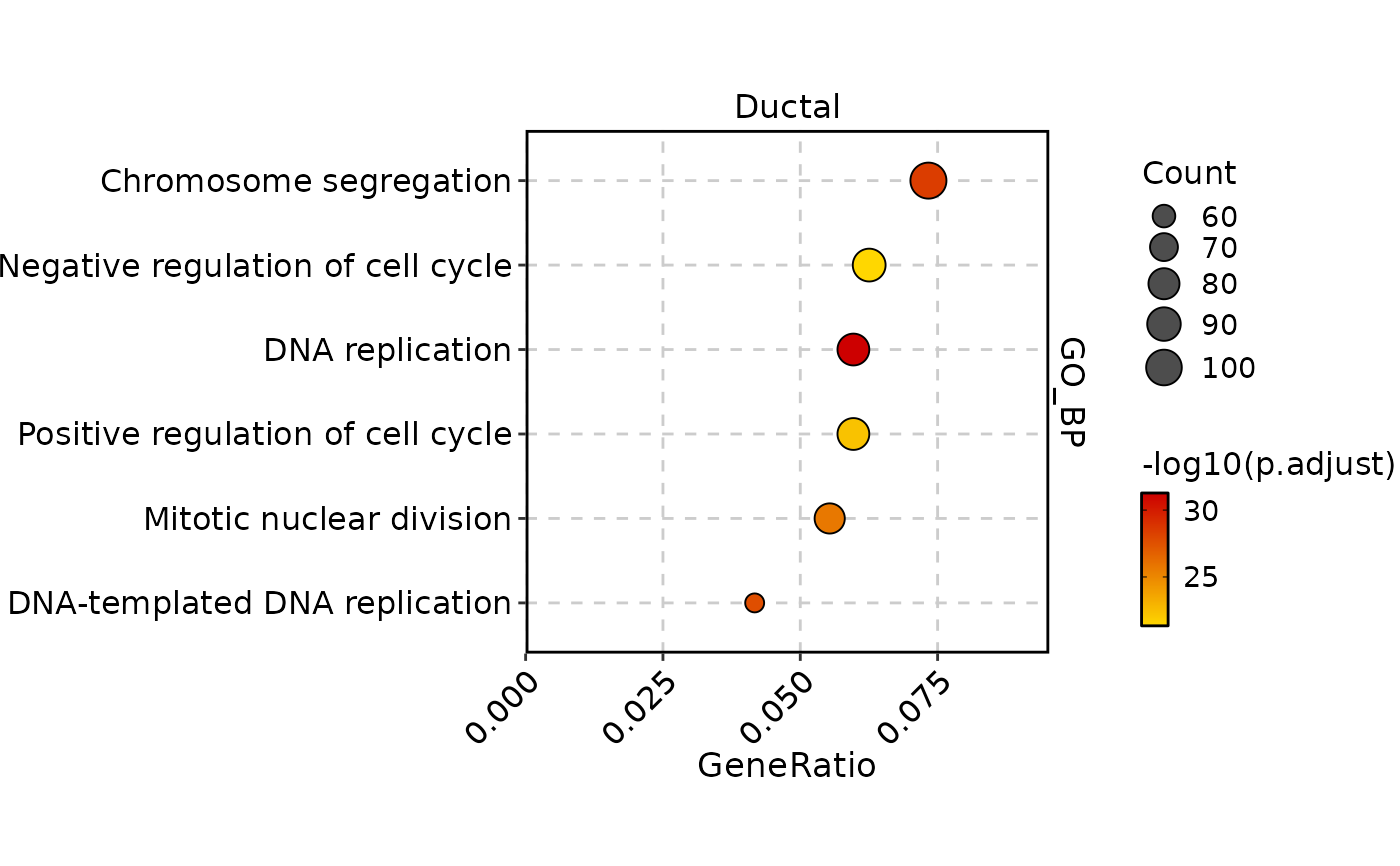 Ductal
Chromosome segregation
Negative regulation of cell cycle
DNA replication
Positive regulation of cell cycle
Mitotic nuclear division
DNA-templated DNA replication
0.000
0.025
0.050
0.075
GeneRatio
GO_BP
Count
60
70
80
90
100
-log10(p.adjust)
30
25